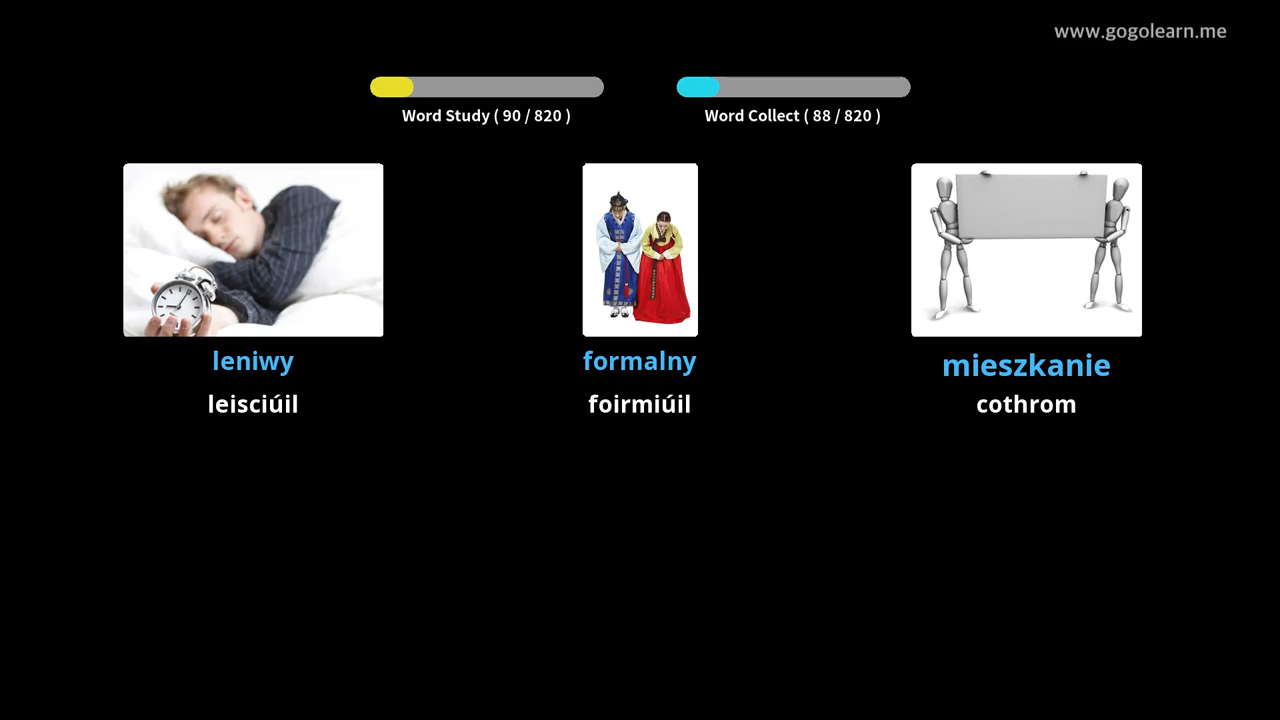 www.gogolearn.me
Word Study ( 90 / 820 )
Word Collect ( 88 / 820 )
leniwy
formalny
mieszkanie
leisciúil
foirmiúil
cothrom